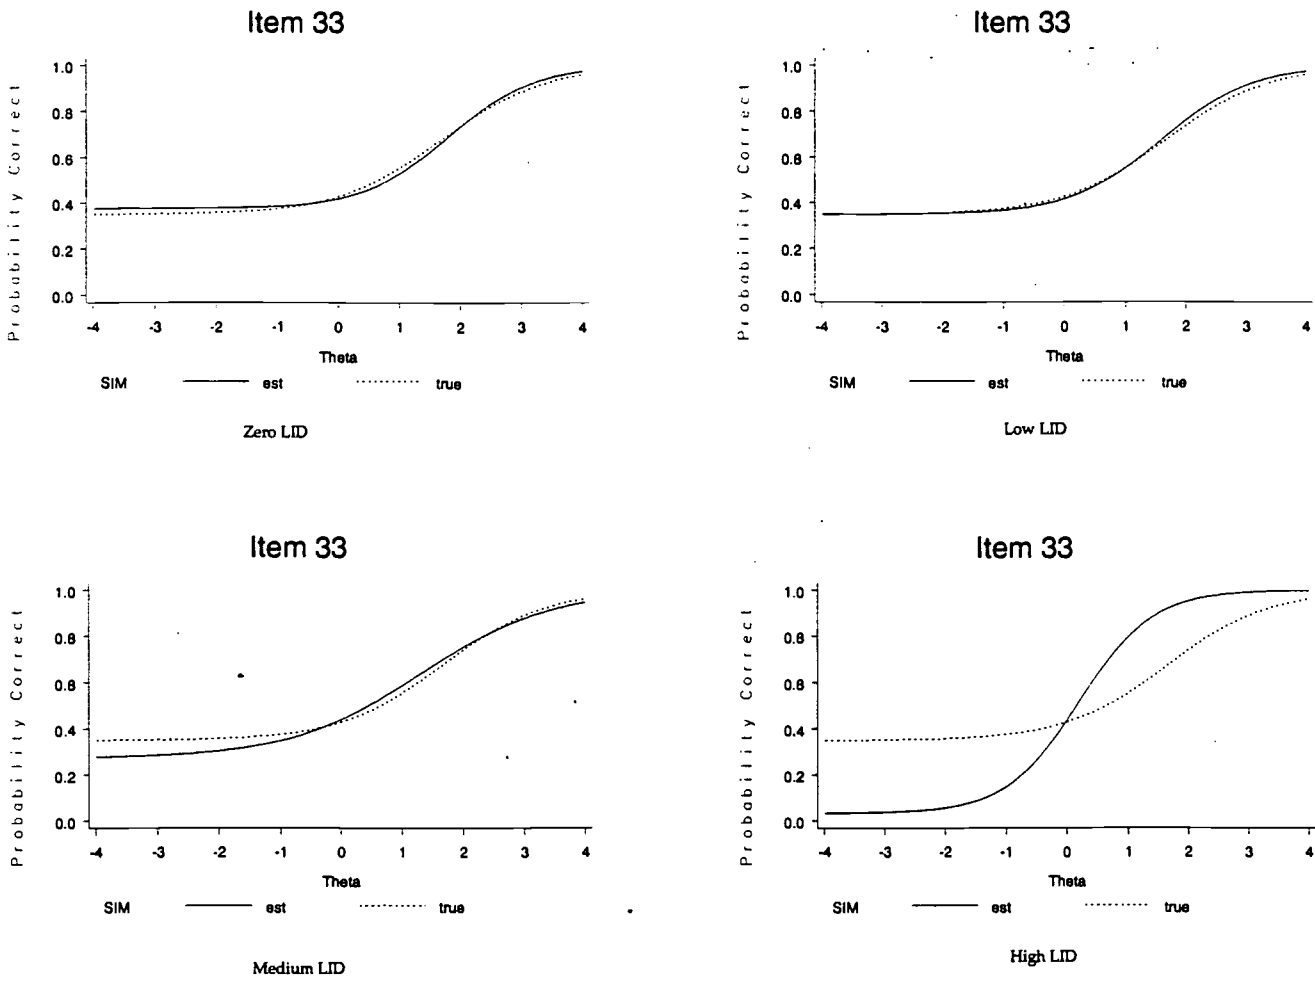 Item 33
Probability Correct
1.0
0.8
0.6
0.4
0.2
0.0
-4 -3 -2 -1 0 1 2 3 4
Theta
SIM est true
Zero LID
Item 33
Probability Correct
1.0
0.8
0.6
0.4
0.2
0.0
-4 -3 -2 -1 0 1 2 3 4
Theta
SIM est true
Low LID
Item 33
Probability Correct
1.0
0.8
0.6
0.4
0.2
0.0
-4 -3 -2 -1 0 1 2 3 4
Theta
SIM est true
Medium LID
Item 33
Probability Correct
1.0
0.8
0.6
0.4
0.2
0.0
-4 -3 -2 -1 0 1 2 3 4
Theta
SIM est true
High LID